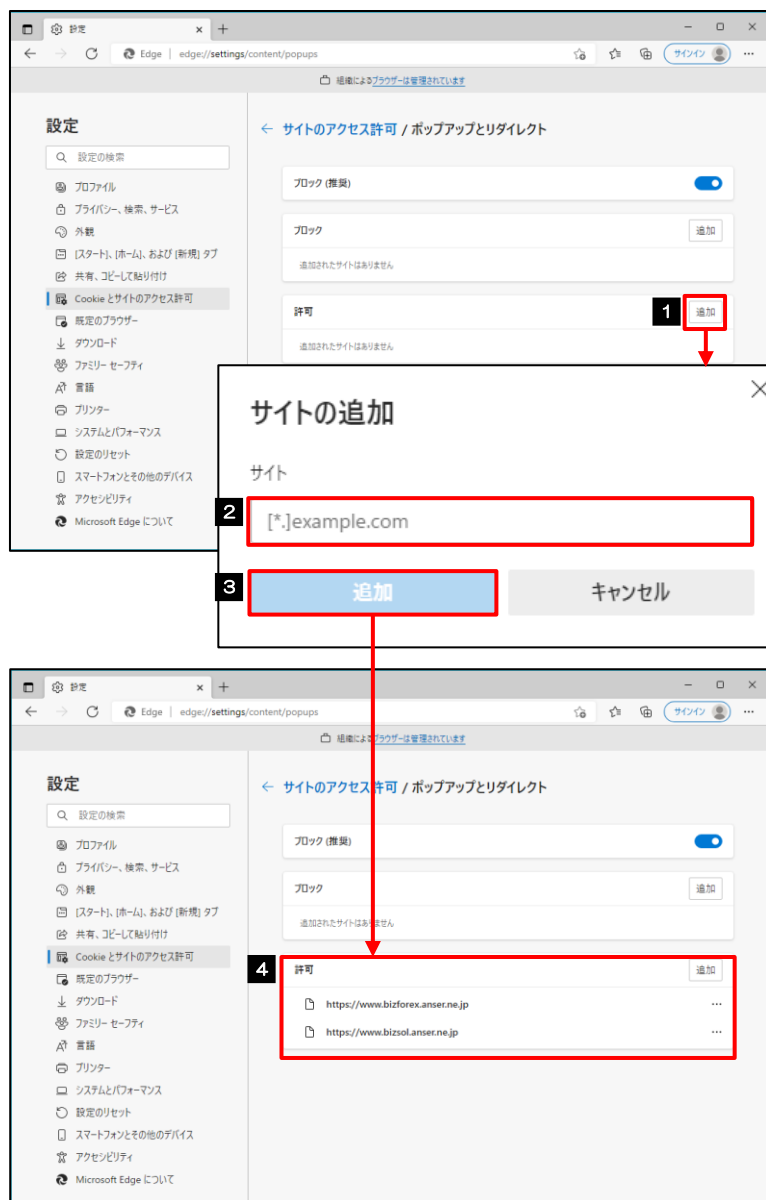 設定
Edge | edge://settings/content/popups
サインイン
組織によるブラウザーは管理されています
設定
設定の検索
プロファイル
プライバシー、検索、サービス
外観
[スタート]、[ホーム]、および [新規] タブ
共有、コピーして貼り付け
Cookie とサイトのアクセス許可
既定のブラウザー
ダウンロード
ファミリー セーフティ
言語
プリンター
システムとパフォーマンス
設定のリセット
スマートフォンとその他のデバイス
アクセシビリティ
Microsoft Edge について
サイトのアクセス許可 / ポップアップとリダイレクト
ブロック (推奨)
ブロック
追加
追加されたサイトはありません
許可
1
追加
追加されたサイトはありません
サイトの追加
サイト
2
[*.]example.com
3
追加
キャンセル
設定
Edge | edge://settings/content/popups
サインイン
組織によるブラウザーは管理されています
設定
設定の検索
プロファイル
プライバシー、検索、サービス
外観
[スタート]、[ホーム]、および [新規] タブ
共有、コピーして貼り付け
Cookie とサイトのアクセス許可
既定のブラウザー
ダウンロード
ファミリー セーフティ
言語
プリンター
システムとパフォーマンス
設定のリセット
スマートフォンとその他のデバイス
アクセシビリティ
Microsoft Edge について
サイトのアクセス許可 / ポップアップとリダイレクト
ブロック (推奨)
ブロック
追加
追加されたサイトはありません
4
許可
追加
https://www.bizforex.anser.ne.jp
https://www.bizsol.anser.ne.jp